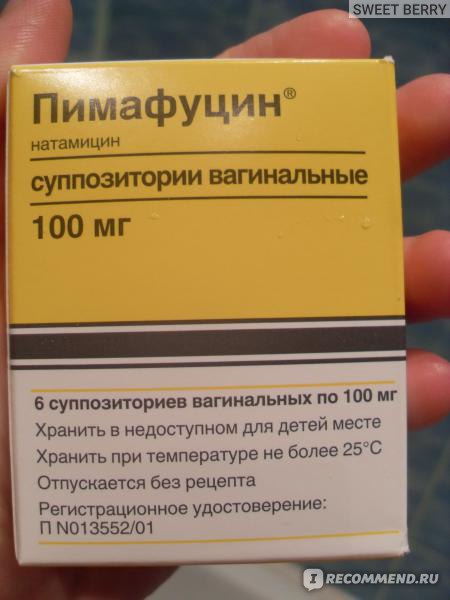 SWEET BERRY
Пимафуцин®
натамицин
суппозитории вагинальные
100 мг
6 суппозиториев вагинальных по 100 мг
Хранить в недоступном для детей месте
Хранить при температуре не более 25°С
Отпускается без рецепта
Регистрационное удостоверение:
П N013552/01
I RECOMMEND.RU